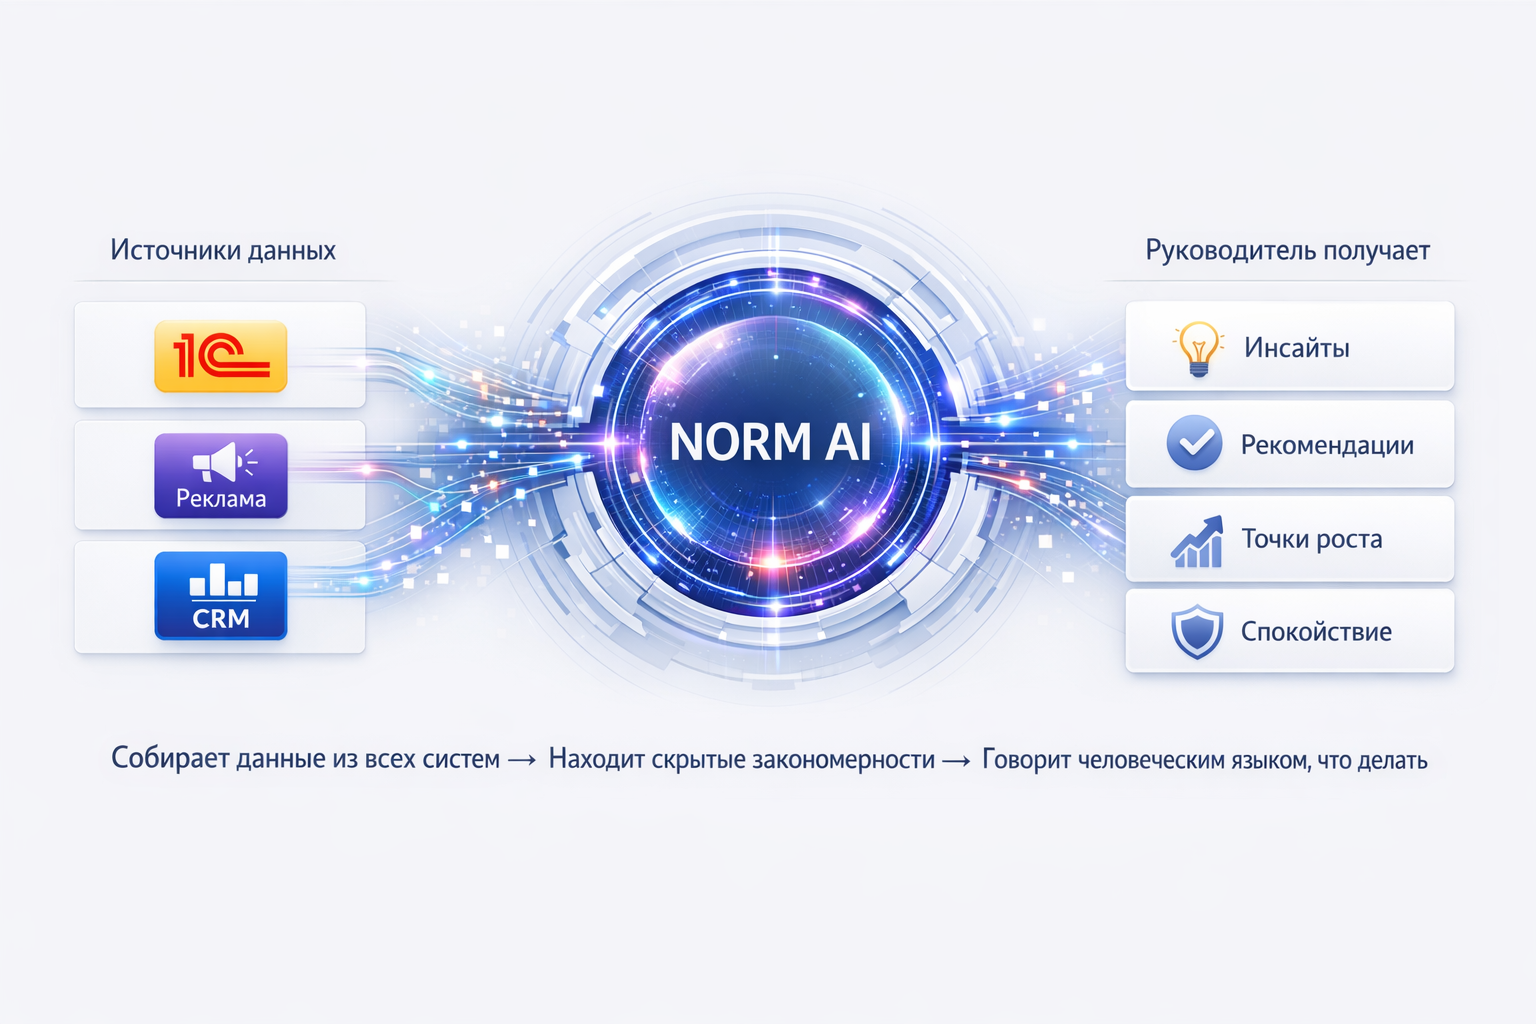 Источники данных
1С
Реклама
CRM
NORM AI
Руководитель получает
Инсайты
Рекомендации
Точки роста
Спокойствие
Собирает данные из всех систем → Находит скрытые закономерности → Говорит человеческим языком, что делать